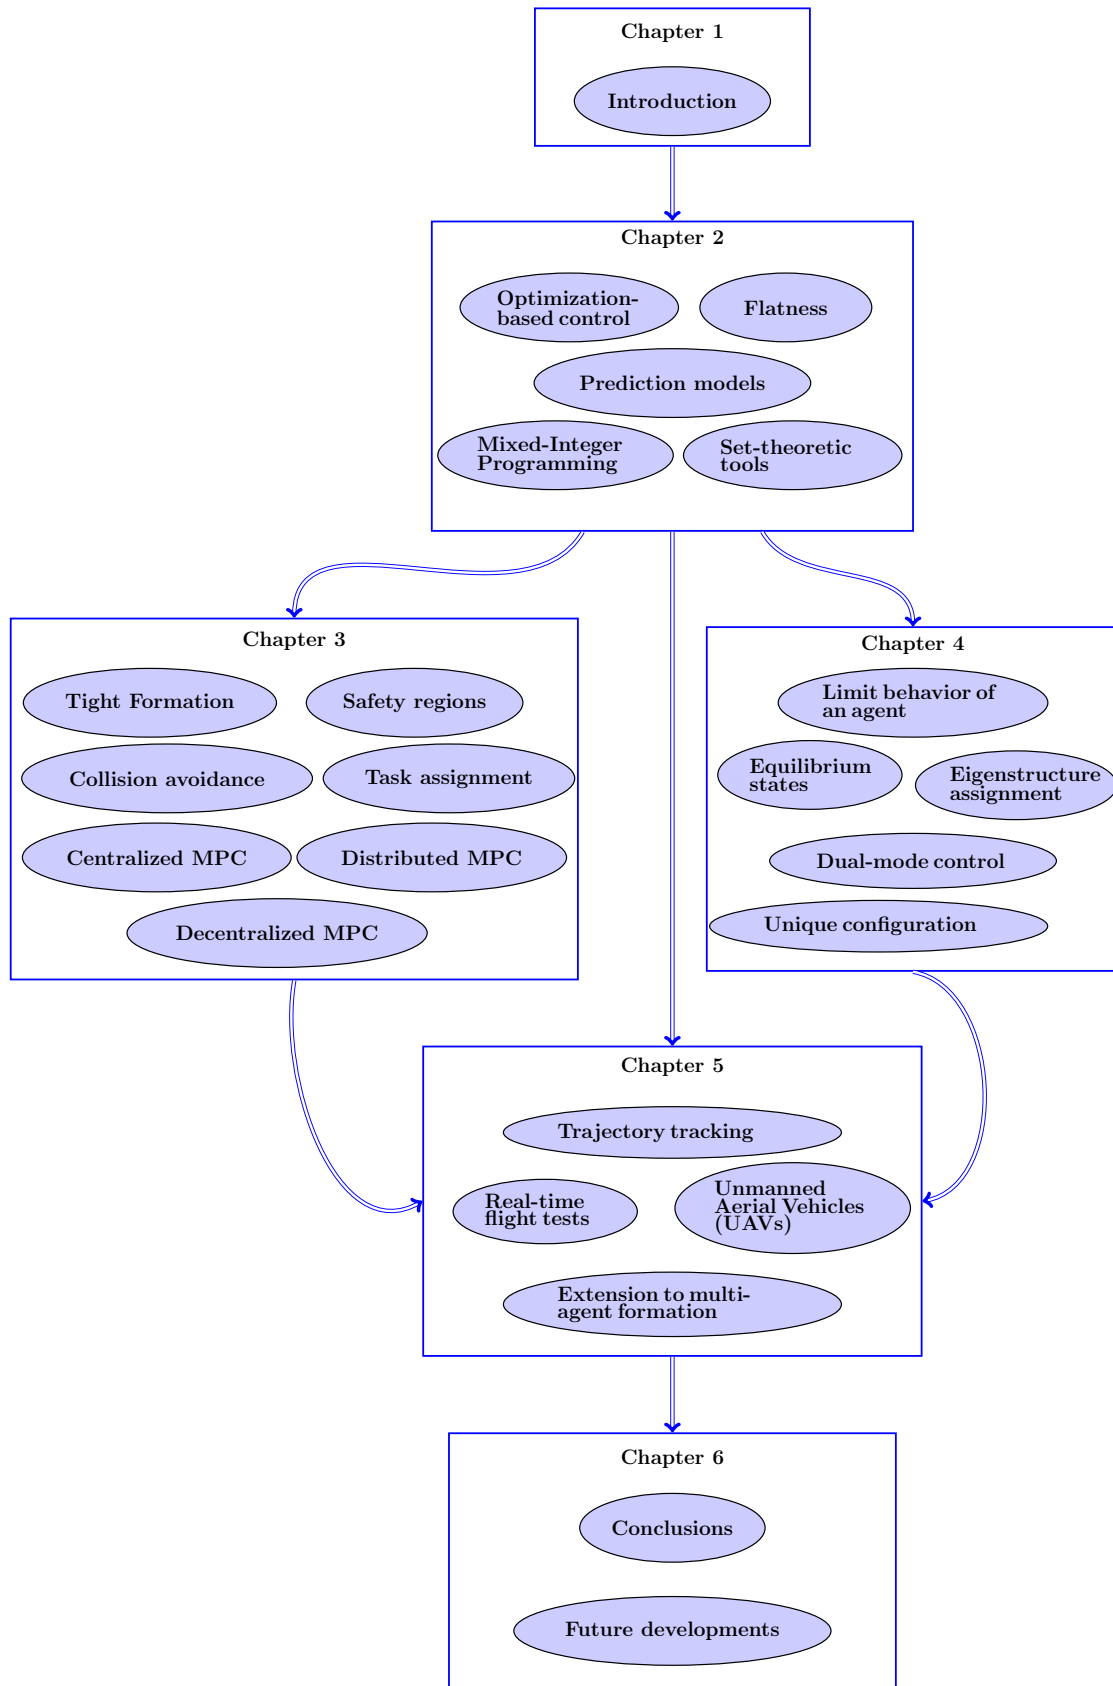 Chapter 1
Introduction
Chapter 2
Optimization-
based control
Flatness
Prediction models
Mixed-Integer
Programming
Set-theoretic
tools
Chapter 3
Tight Formation
Safety regions
Collision avoidance
Task assignment
Centralized MPC
Distributed MPC
Decentralized MPC
Chapter 4
Limit behavior of
an agent
Equilibrium
states
Eigenstructure
assignment
Dual-mode control
Unique configuration
Chapter 5
Trajectory tracking
Real-time
flight tests
Unmanned
Aerial Vehicles
(UAVs)
Extension to multi-
agent formation
Chapter 6
Conclusions
Future developments